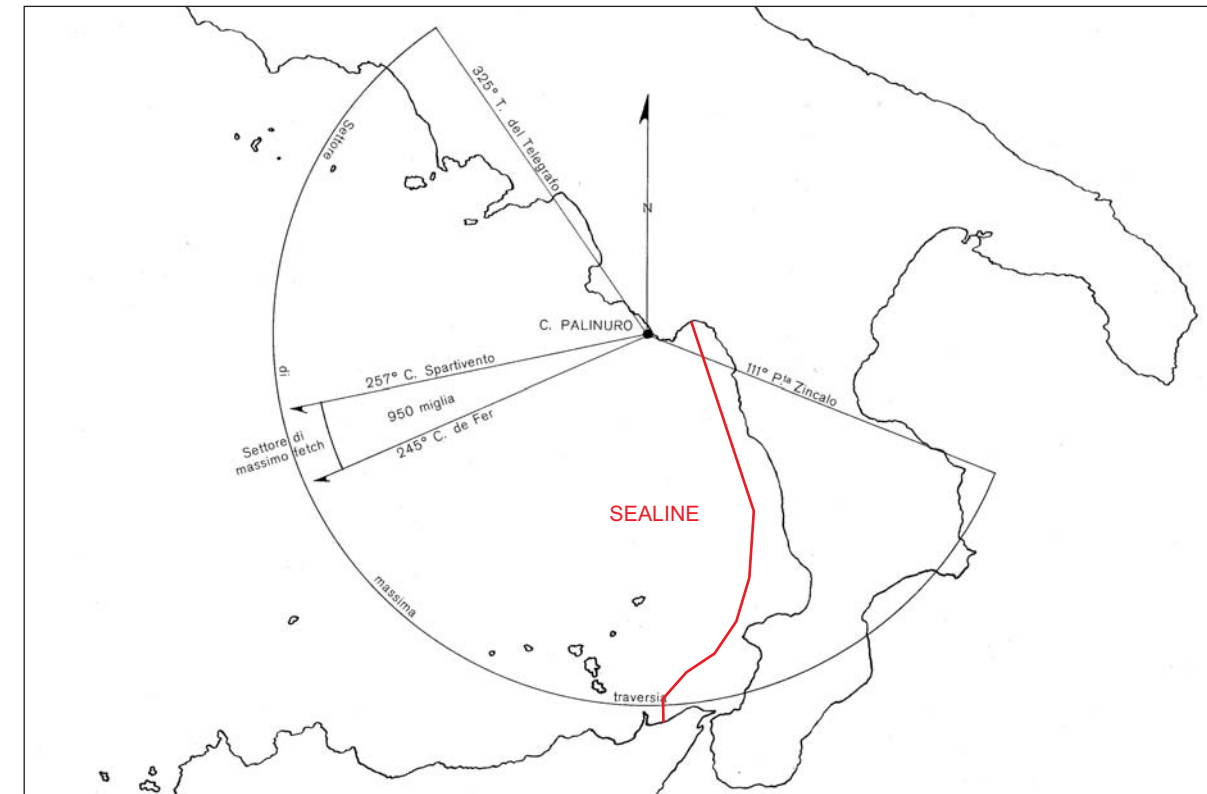 325° T. del Telegrafo
Settore
N
C. PALINURO
257° C. Spartivento
di
950 miglia
111° P.ta Zincalo
245° C. de Fer
Settore di
massimo fetch
SEALINE
massima
traversia